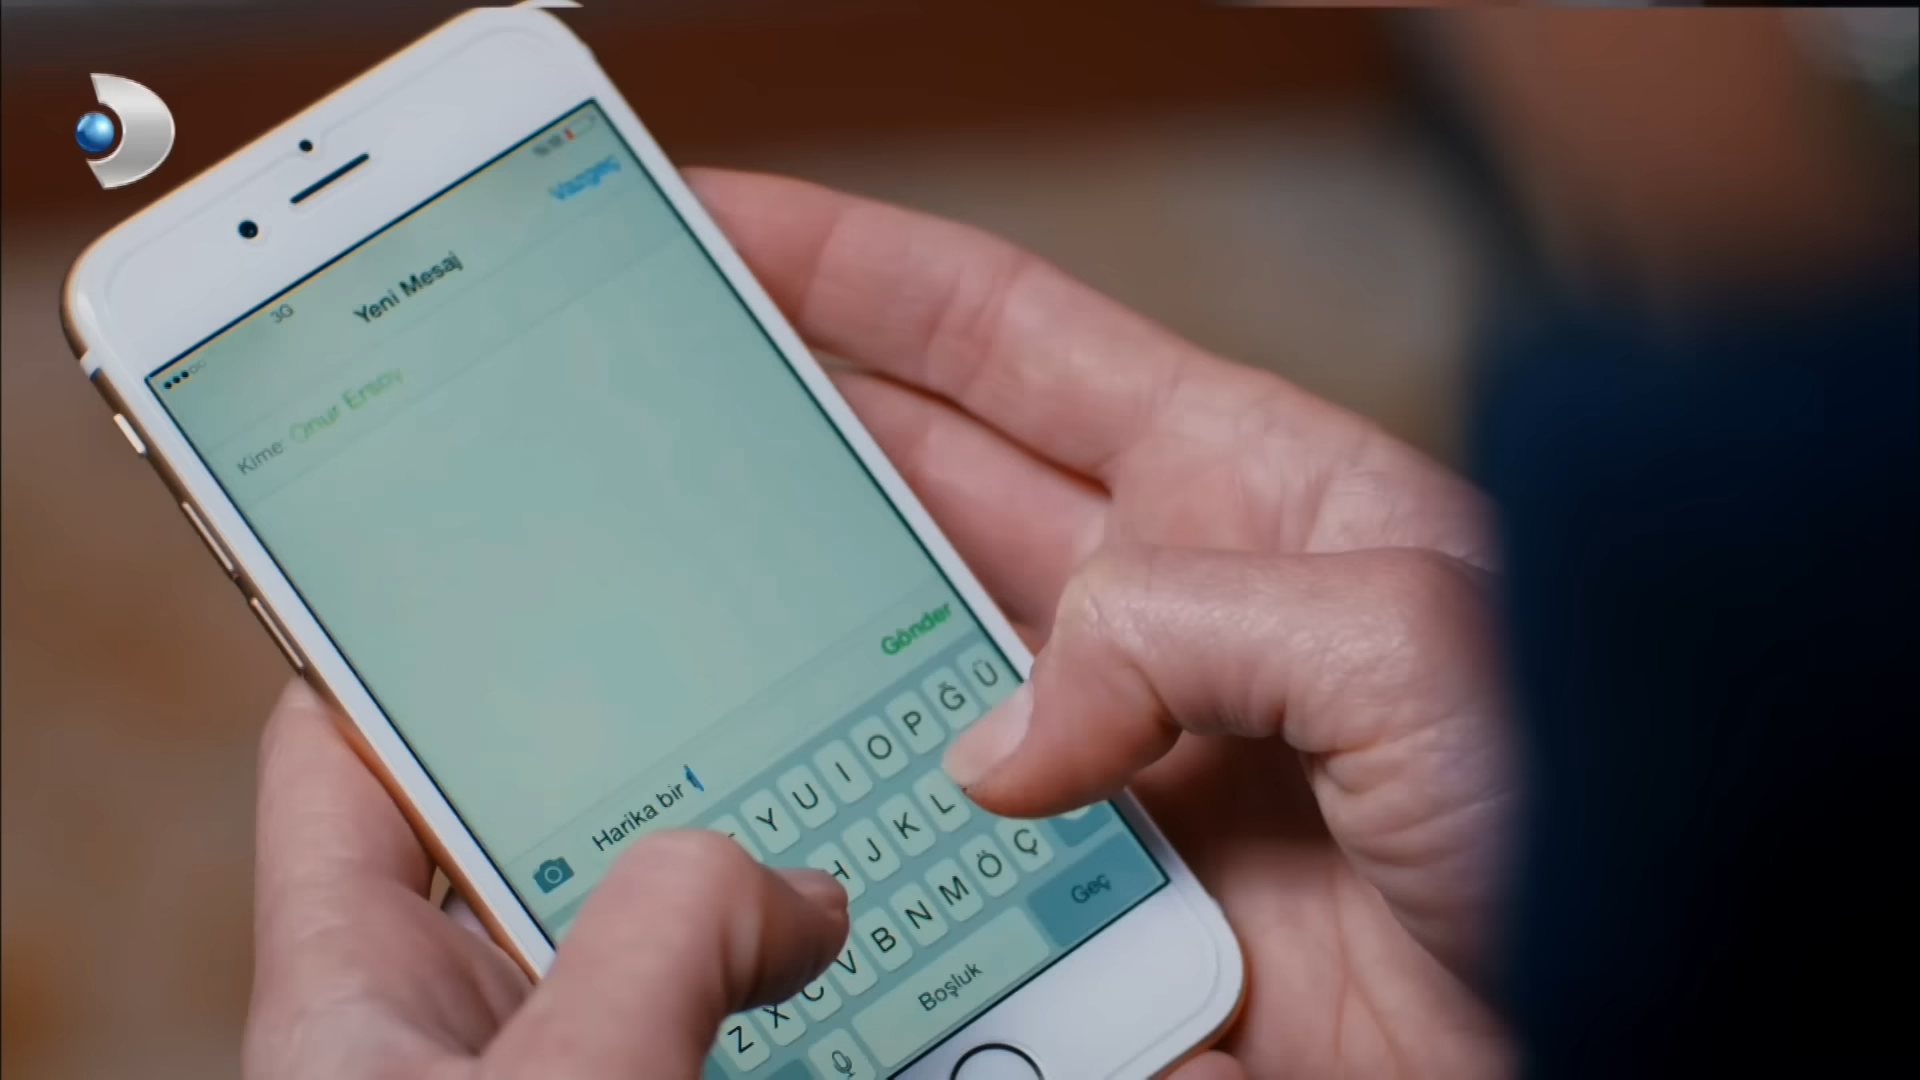 3G
Vazgeç
Yeni Mesaj
Kime: Onur Ersoy
Gönder
Harika bir
Y U I O P Ğ Ü
H J K L
Z X C V B N M Ö Ç
Boşluk
Geç